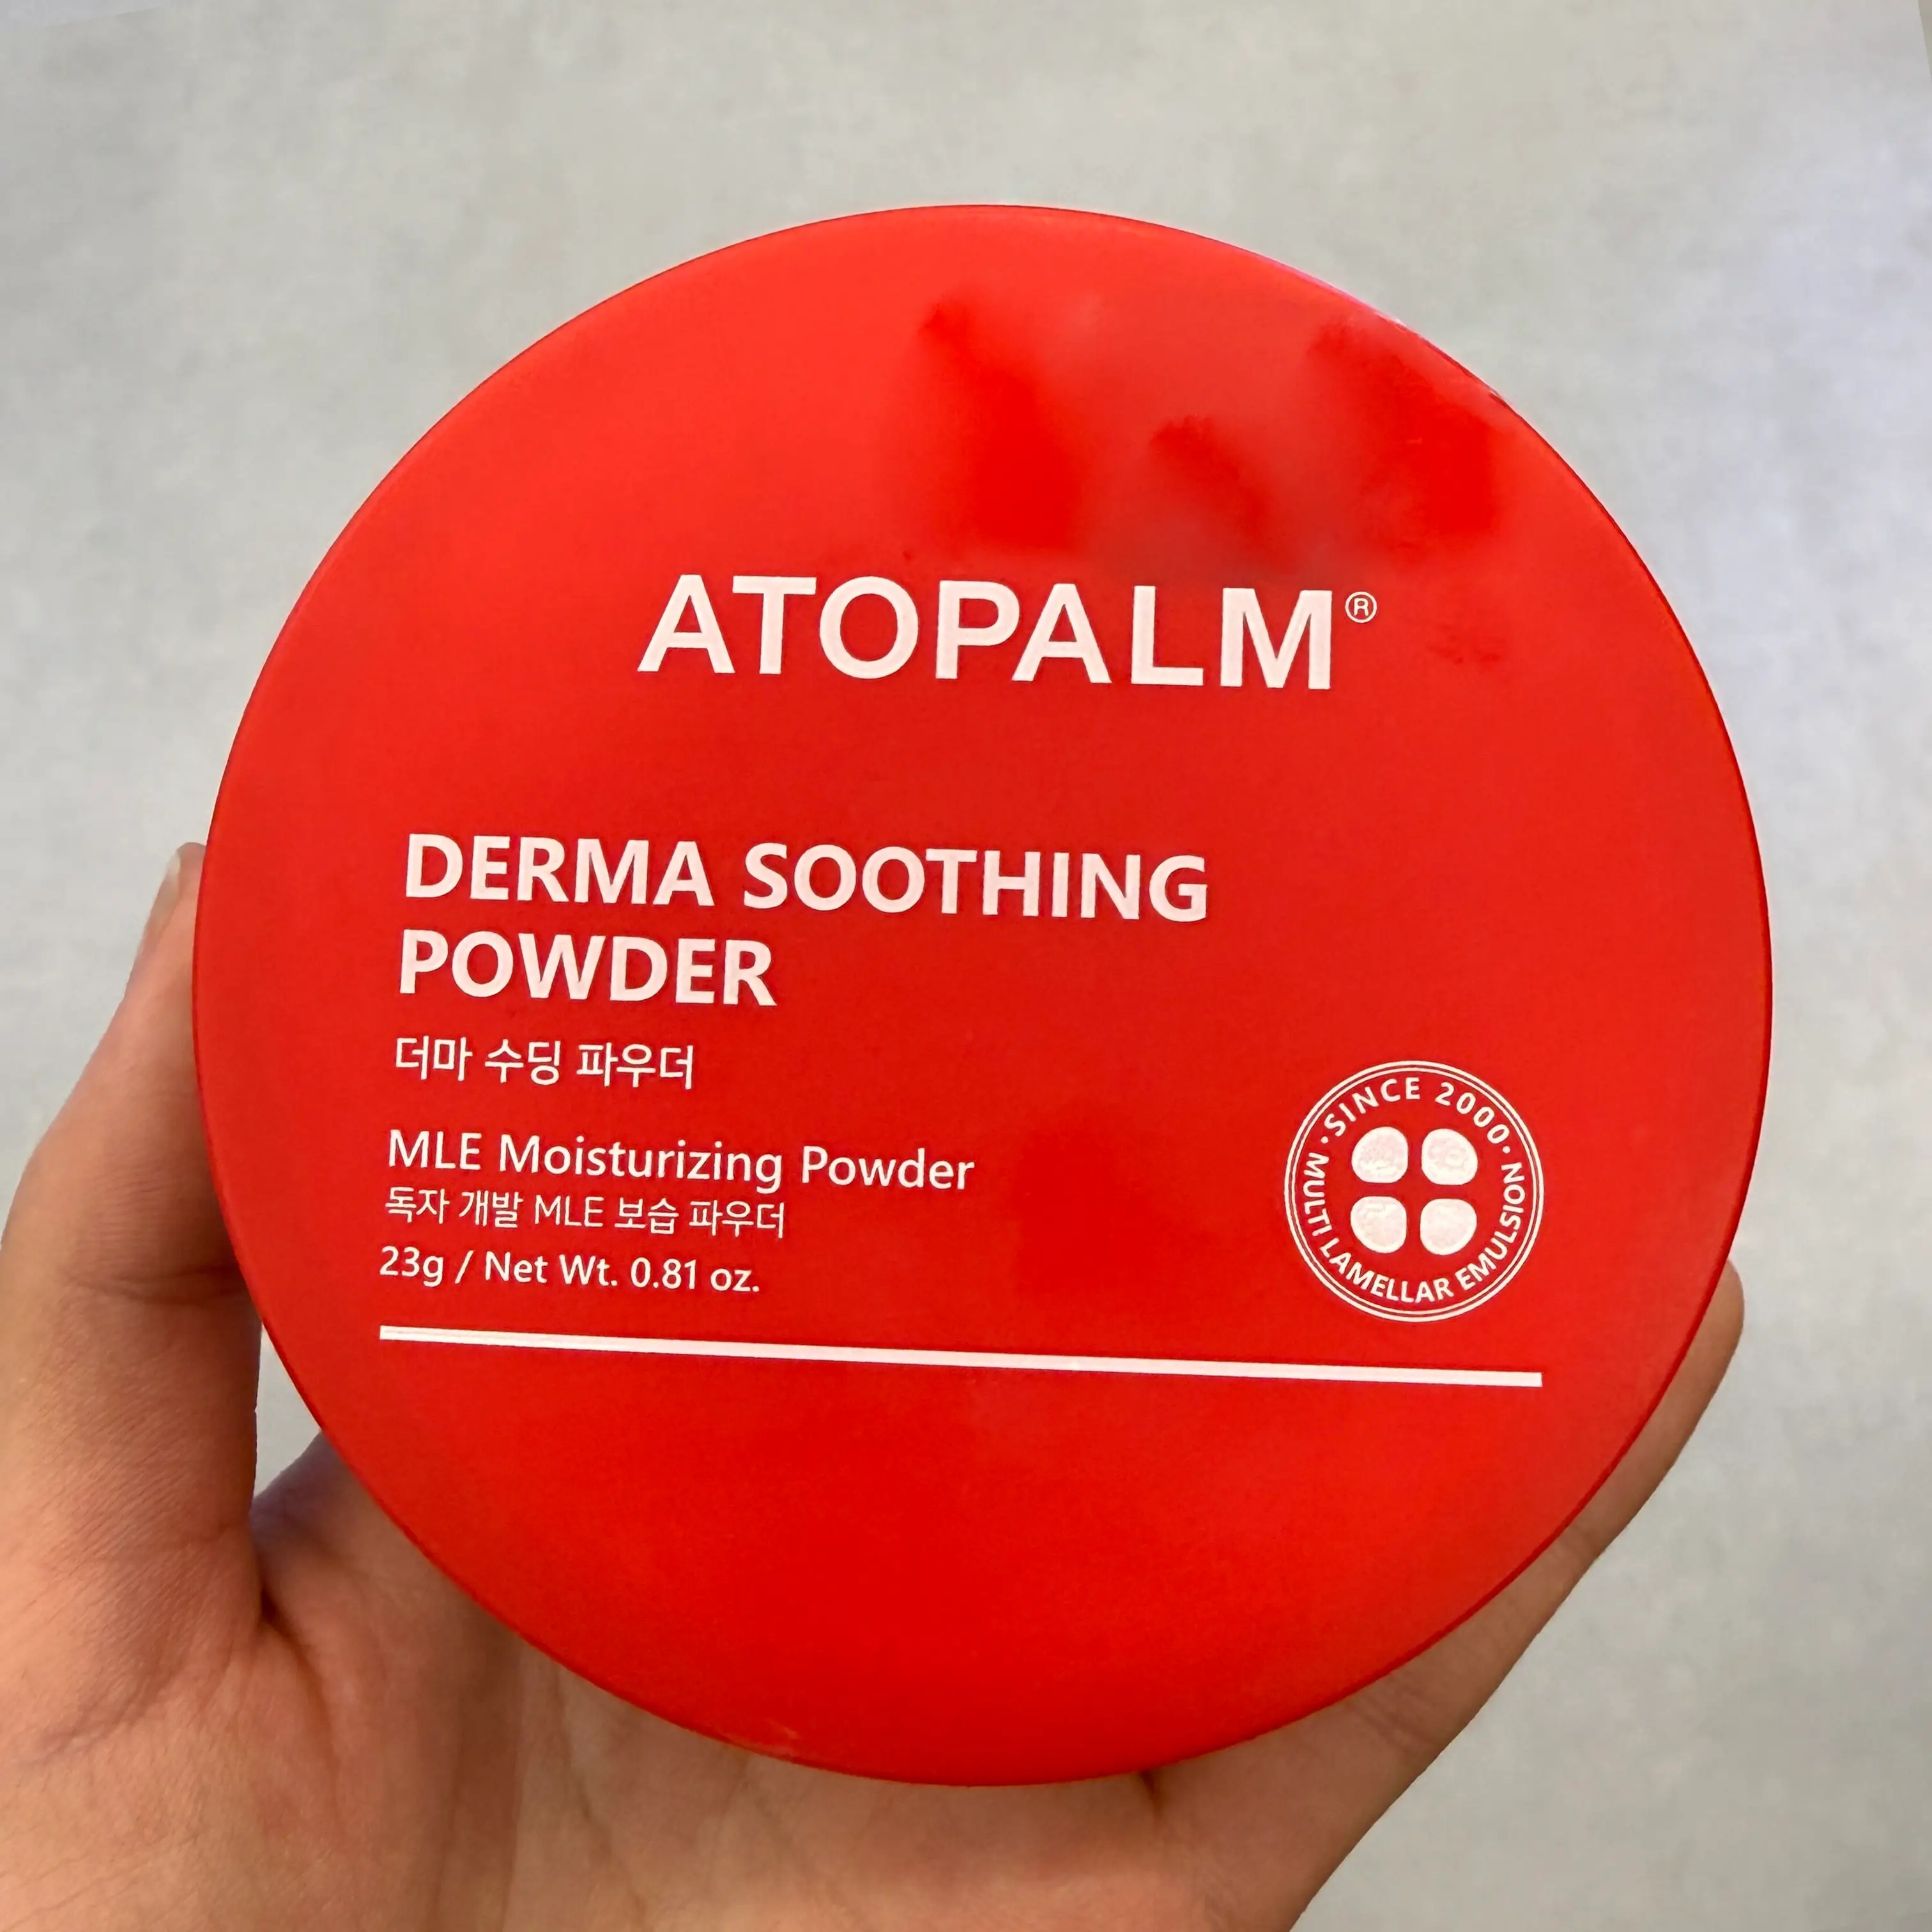 ATOPALM®
DERMA SOOTHING
POWDER
더마 수딩 파우더
MLE Moisturizing Powder
독자 개발 MLE 보습 파우더
23g / Net Wt. 0.81 oz.
·SINCE 2000·
MULTI LAMELLAR EMULSION